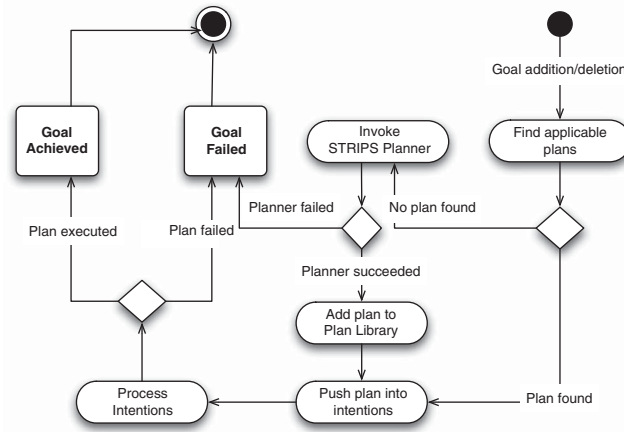 Goal addition/deletion
Find applicable
plans
Invoke
STRIPS Planner
No plan found
Goal
Achieved
Goal
Failed
Planner failed
Plan executed
Plan failed
Planner succeeded
Add plan to
Plan Library
Process
Intentions
Push plan into
intentions
Plan found